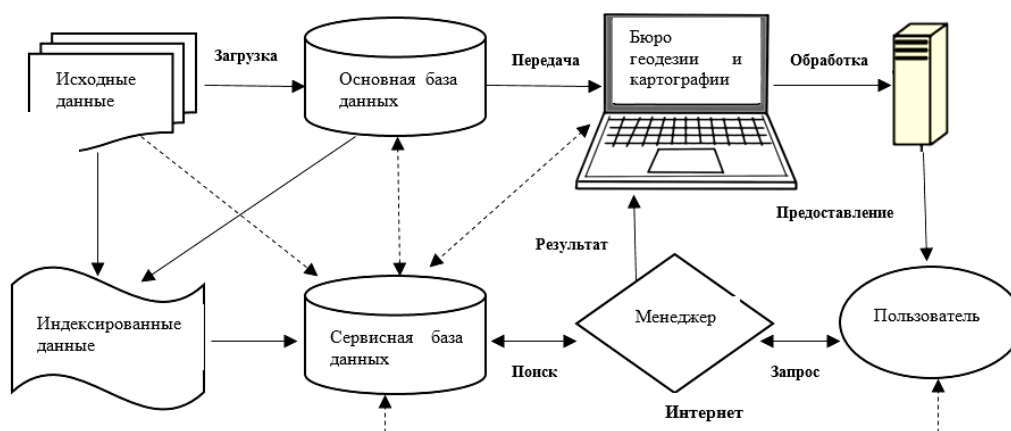 Исходные
данные
Загрузка
Основная база
данных
Передача
Бюро
геодезии и
картографии
Обработка
Предоставление
Результат
Индексированные
данные
Сервисная база
данных
Поиск
Менеджер
Запрос
Пользователь
Интернет